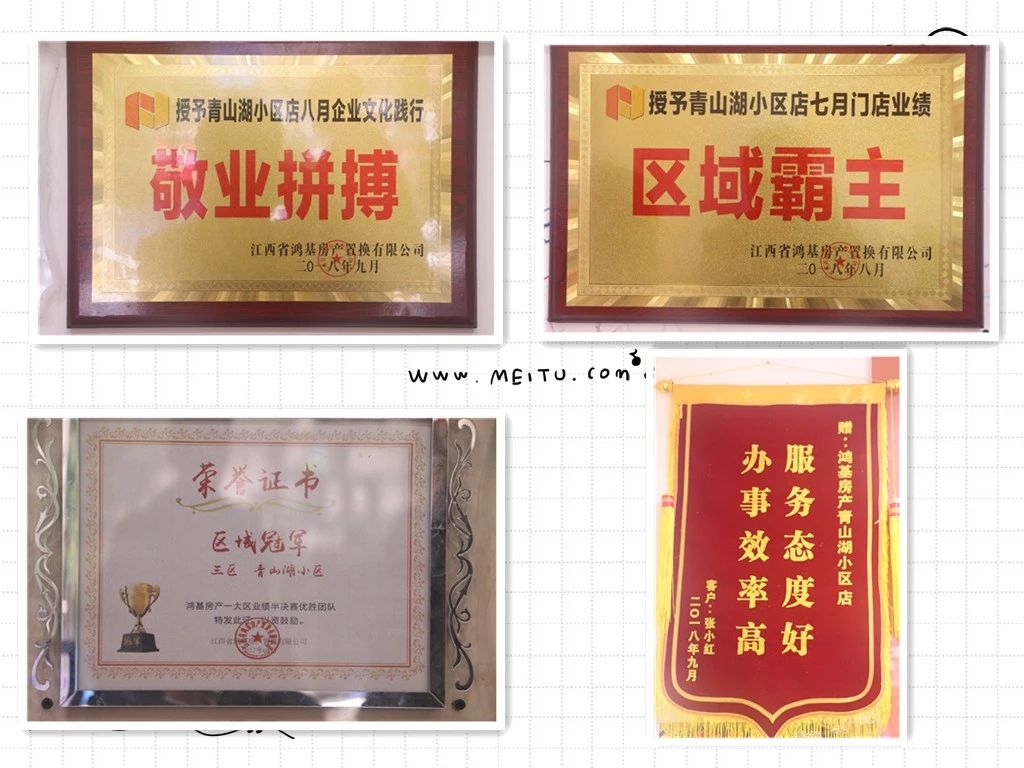 授予青山湖小区店八月企业文化践行
敬业拼搏
江西省鸿基房产置换有限公司
二〇一八年九月
授予青山湖小区店七月门店业绩
区域霸主
江西省鸿基房产置换有限公司
二〇一八年八月
www.MEITU.com
荣誉证书
区域冠军
三区 青山湖小区
鸿基房产一大区业绩半决赛优胜团队
特发此证 以资鼓励。
赠：鸿基房产青山湖小区店
服务态度好
办事效率高
客户：张小红
二〇一八年九月